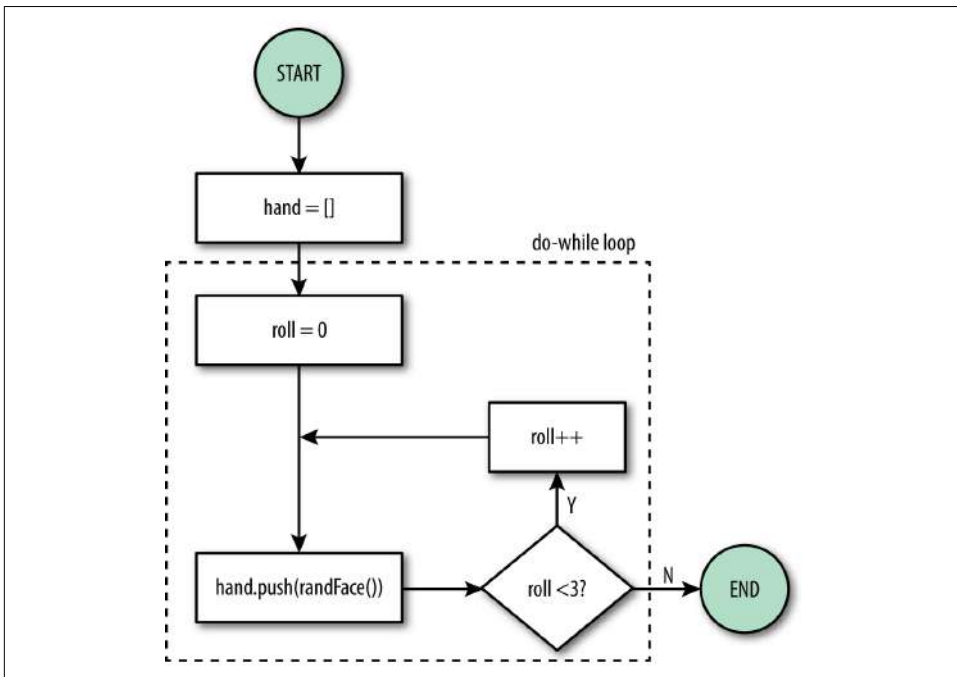 START
hand = []
do-while loop
roll = 0
roll++
Y
hand.push(randFace())
roll <3?
N
END